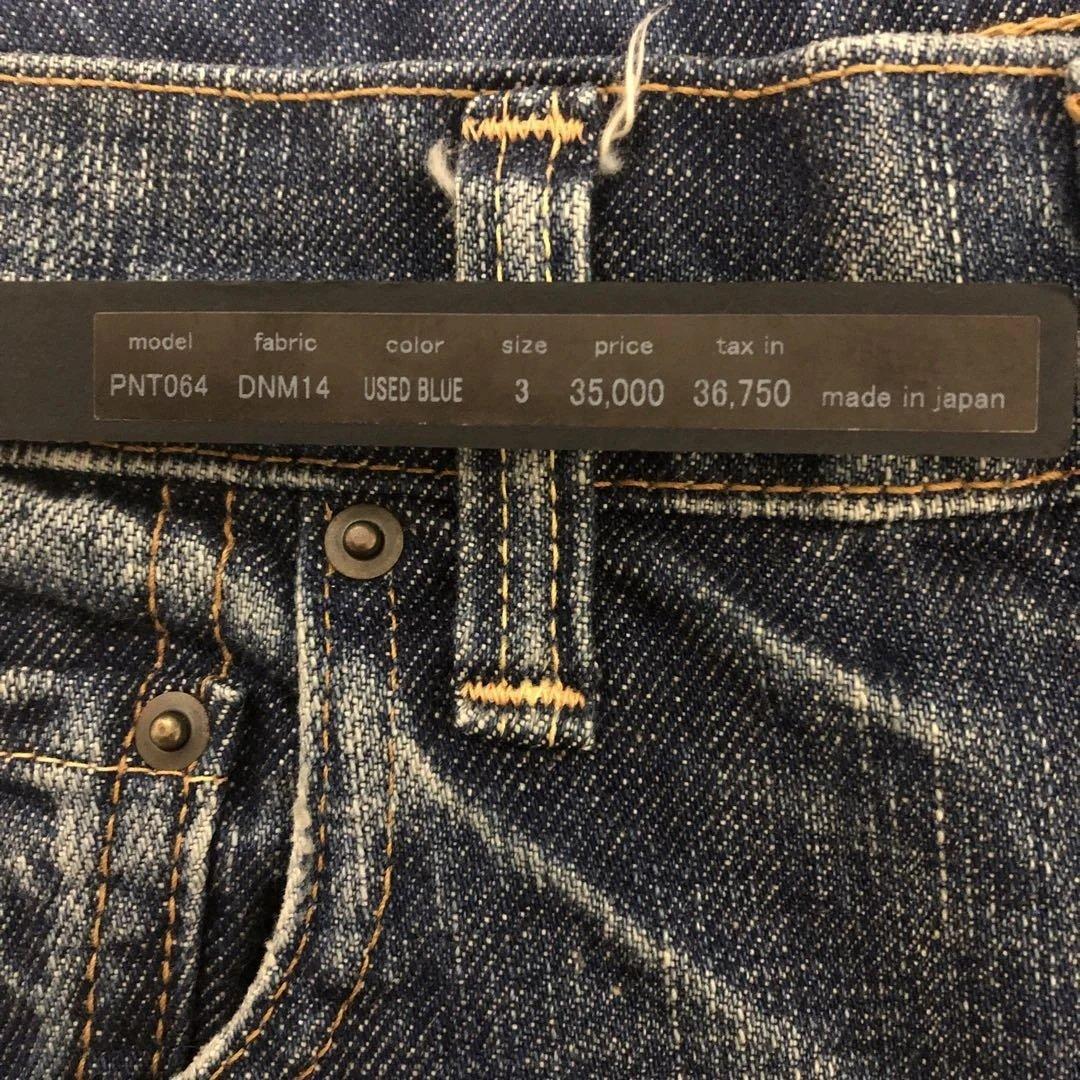 model fabric color size price tax in
PNT064 DNM14 USED BLUE 3 35,000 36,750 made in japan